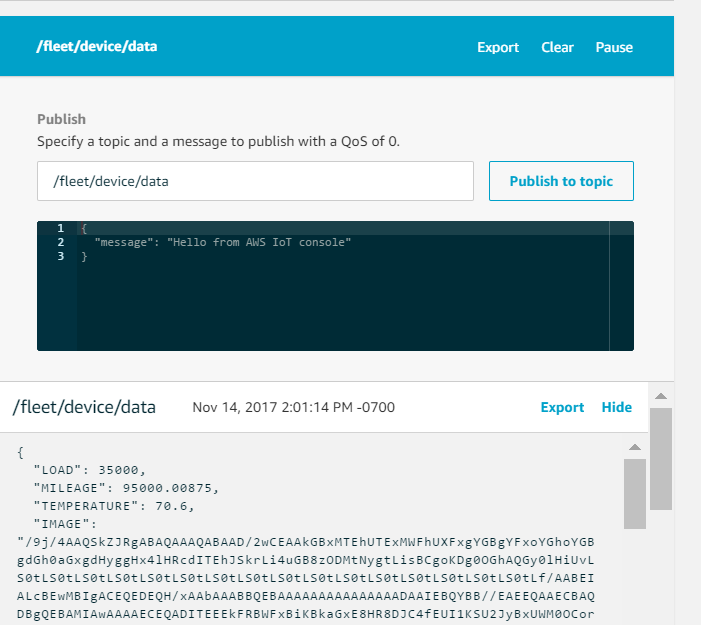 /fleet/device/data
Export Clear Pause
Publish
Specify a topic and a message to publish with a QoS of 0.
/fleet/device/data
Publish to topic
1 {
2 "message": "Hello from AWS IoT console"
3 }
/fleet/device/data Nov 14, 2017 2:01:14 PM -0700 Export Hide
{
"LOAD": 35000,
"MILEAGE": 95000.00875,
"TEMPERATURE": 70.6,
"IMAGE":
"/9j/4AAQSkZJRgABAQAAAQABAAD/2wCEAAkGBxMTEhUTExMWFhUXFxgYGBgYFxoYGhoYGB
gdGh0aGxgdHyggHx4lHRcdITEhJSkrLi4uGB8zODMtNygtLisBCgoKDg0OGhAQGy0lHiUvL
S0tLS0tLS0tLS0tLS0tLS0tLS0tLS0tLS0tLS0tLS0tLS0tLS0tLS0tLS0tLS0tLf/AABEI
ALcBEwMBIgACEQEDEQH/xAAbAAABBQEBAAAAAAAAAAAAAAADAAIEBQYBB//EAEEQAAECBAQ
DBgQEBAMIAwAAAAECEQADITEEEkFRBWFxBiKBkaGxE8HR8DJC4fEUI1KSU2JyBxUWM0OCor